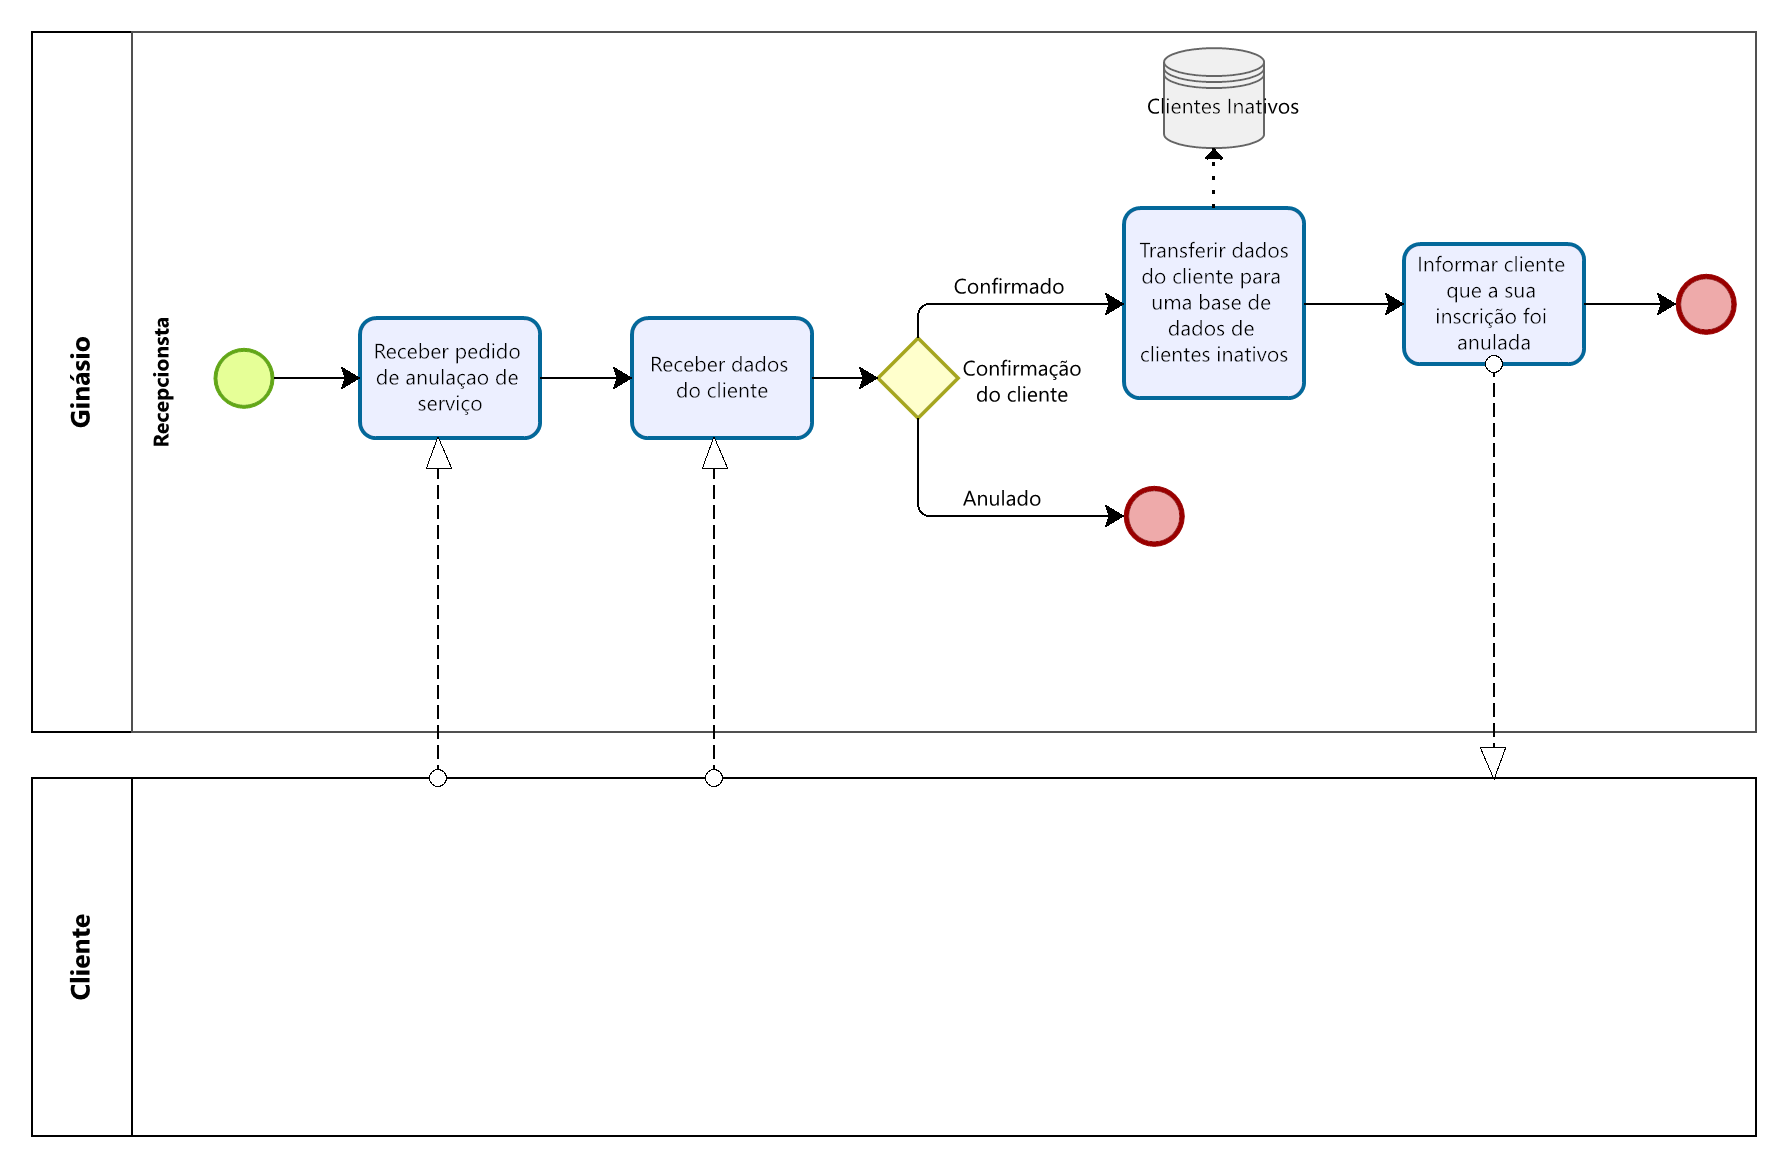 Ginásio
Recepcionsta
Receber pedido
de anulaçao de
serviço
Receber dados
do cliente
Confirmação
do cliente
Confirmado
Anulado
Clientes Inativos
Transferir dados
do cliente para
uma base de
dados de
clientes inativos
Informar cliente
que a sua
inscrição foi
anulada
Cliente